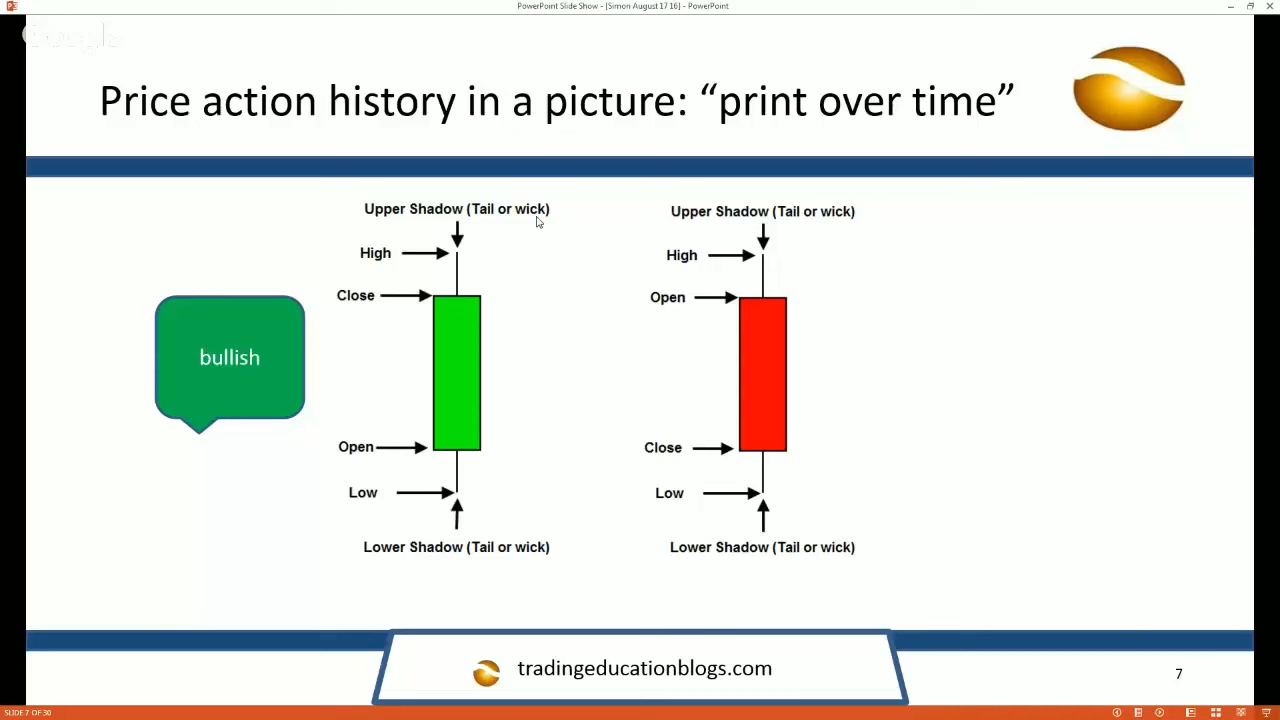 PowerPoint Slide Show - [Simon August 17 16] - PowerPoint
Price action history in a picture: “print over time”
Upper Shadow (Tail or wick)
High
Close
Open
Low
Lower Shadow (Tail or wick)
bullish
Upper Shadow (Tail or wick)
High
Open
Close
Low
Lower Shadow (Tail or wick)
tradingeducationblogs.com
7
SLIDE 7 OF 30